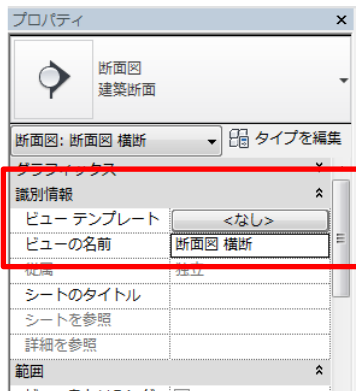 プロパティ
断面図
建築断面
断面図: 断面図 横断
タイプを編集
グラフィックス
識別情報
ビュー テンプレート <なし>
ビューの名前 断面図 横断
従属 独立
シートのタイトル
シートを参照
詳細を参照
範囲